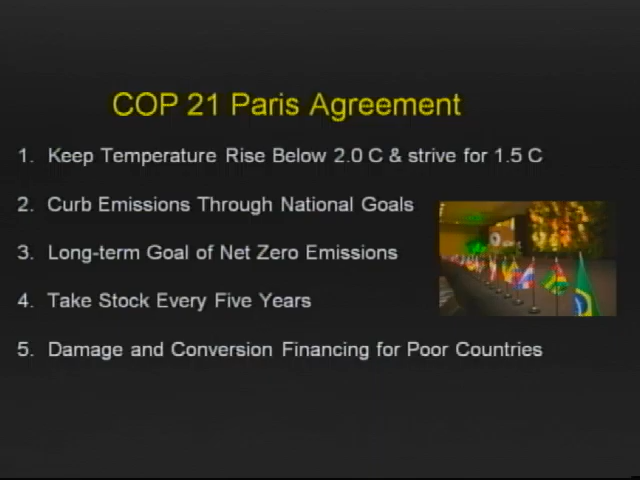 COP 21 Paris Agreement
1. Keep Temperature Rise Below 2.0 C & strive for 1.5 C
2. Curb Emissions Through National Goals
3. Long-term Goal of Net Zero Emissions
4. Take Stock Every Five Years
5. Damage and Conversion Financing for Poor Countries